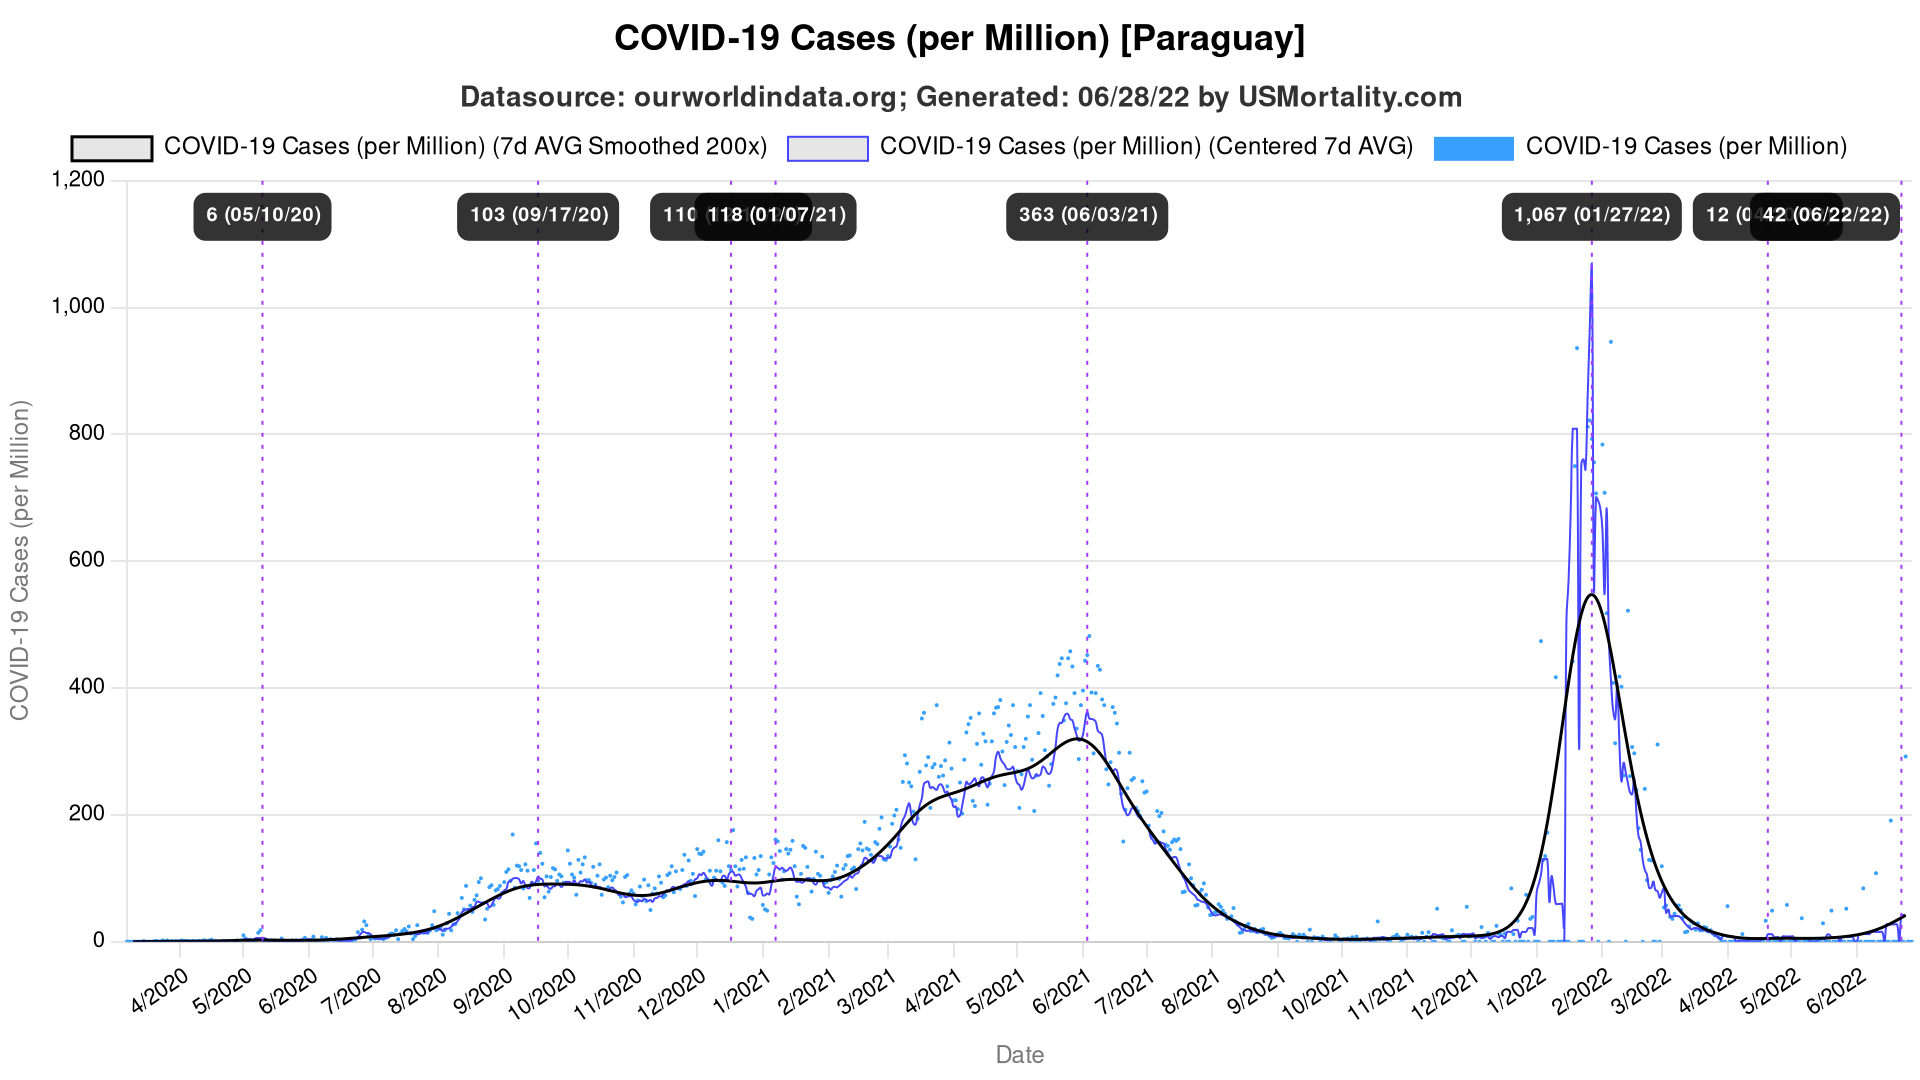 COVID-19 Cases (per Million) [Paraguay]
Datasource: ourworldindata.org; Generated: 06/28/22 by USMortality.com
COVID-19 Cases (per Million) (7d AVG Smoothed 200x) COVID-19 Cases (per Million) (Centered 7d AVG) COVID-19 Cases (per Million)
6 (05/10/20) 103 (09/17/20) 110 118 (01/07/21) 363 (06/03/21) 1,067 (01/27/22) 12 42 (06/22/22)
1,200
1,000
800
600
400
200
0
COVID-19 Cases (per Million)
4/2020 5/2020 6/2020 7/2020 8/2020 9/2020 10/2020 11/2020 12/2020 1/2021 2/2021 3/2021 4/2021 5/2021 6/2021 7/2021 8/2021 9/2021 10/2021 11/2021 12/2021 1/2022 2/2022 3/2022 4/2022 5/2022 6/2022
Date